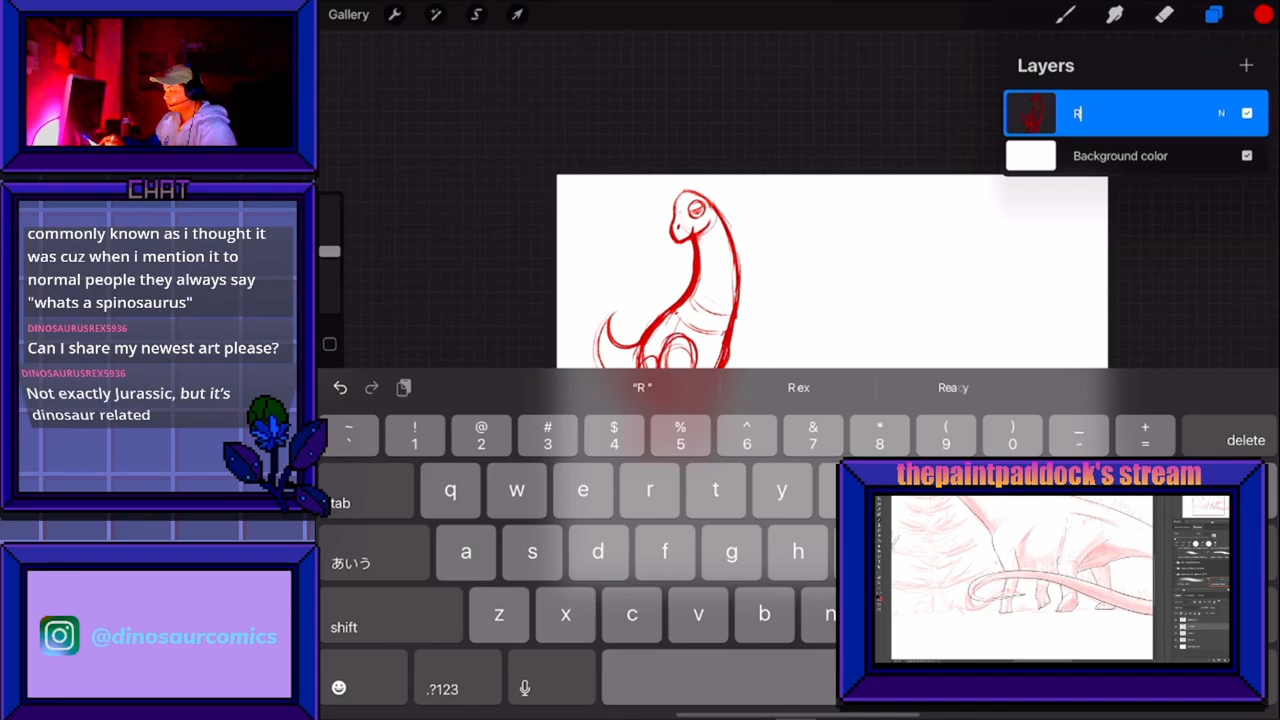 Gallery
Layers
R
N
Background color
CHAT
commonly known as i thought it
was cuz when i mention it to
normal people they always say
"whats a spinosaurus"
DINOSAURUSREX5936
Can I share my newest art please?
DINOSAURUSREX5936
Not exactly Jurassic, but it's
dinosaur related
@dinosaurcomics
"R"
Rex
Ready
~ ! @ # $ % ^ & * ( ) _ +
` 1 2 3 4 5 6 7 8 9 0 - = delete
tab q w e r t y
あいう a s d f g h
shift z x c v b n
.?123
thepaintpaddock's stream